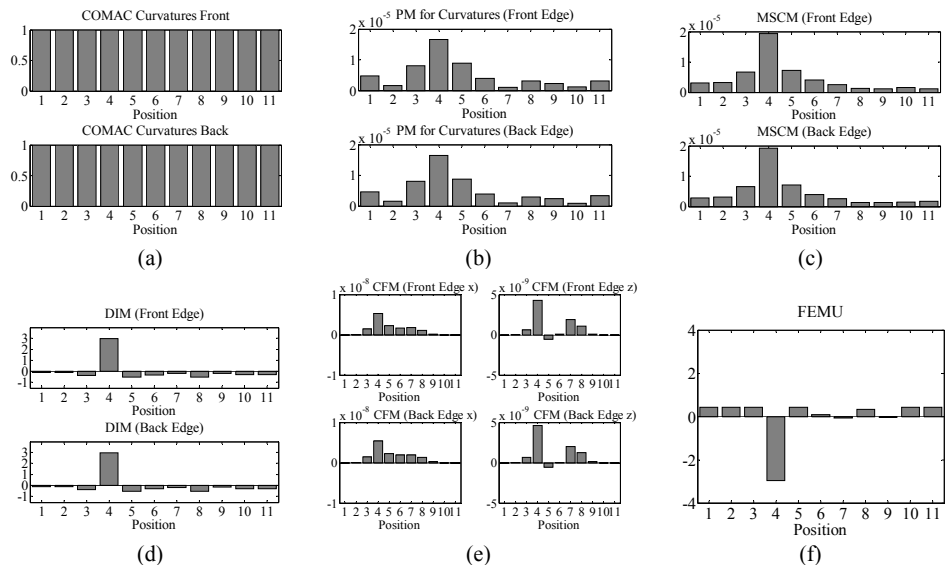 COMAC Curvatures Front
1
0.5
0
1 2 3 4 5 6 7 8 9 10 11
Position
COMAC Curvatures Back
1
0.5
0
1 2 3 4 5 6 7 8 9 10 11
Position
(a)
x 10⁻⁵ PM for Curvatures (Front Edge)
2
1
0
1 2 3 4 5 6 7 8 9 10 11
Position
x 10⁻⁵ PM for Curvatures (Back Edge)
2
1
0
1 2 3 4 5 6 7 8 9 10 11
Position
(b)
x 10⁻⁵ MSCM (Front Edge)
2
1
0
1 2 3 4 5 6 7 8 9 10 11
Position
x 10⁻⁵ MSCM (Back Edge)
2
1
0
1 2 3 4 5 6 7 8 9 10 11
Position
(c)
DIM (Front Edge)
3
2
1
0
-1
1 2 3 4 5 6 7 8 9 10 11
Position
DIM (Back Edge)
3
2
1
0
-1
1 2 3 4 5 6 7 8 9 10 11
Position
(d)
x 10⁻⁸ CFM (Front Edge x)
1
0
-1
1 2 3 4 5 6 7 8 9 10 11
Position
x 10⁻⁹ CFM (Front Edge z)
5
0
-5
1 2 3 4 5 6 7 8 9 10 11
Position
x 10⁻⁸ CFM (Back Edge x)
1
0
-1
1 2 3 4 5 6 7 8 9 10 11
Position
x 10⁻⁹ CFM (Back Edge z)
5
0
-5
1 2 3 4 5 6 7 8 9 10 11
Position
(e)
FEMU
4
2
0
-2
-4
1 2 3 4 5 6 7 8 9 10 11
Position
(f)